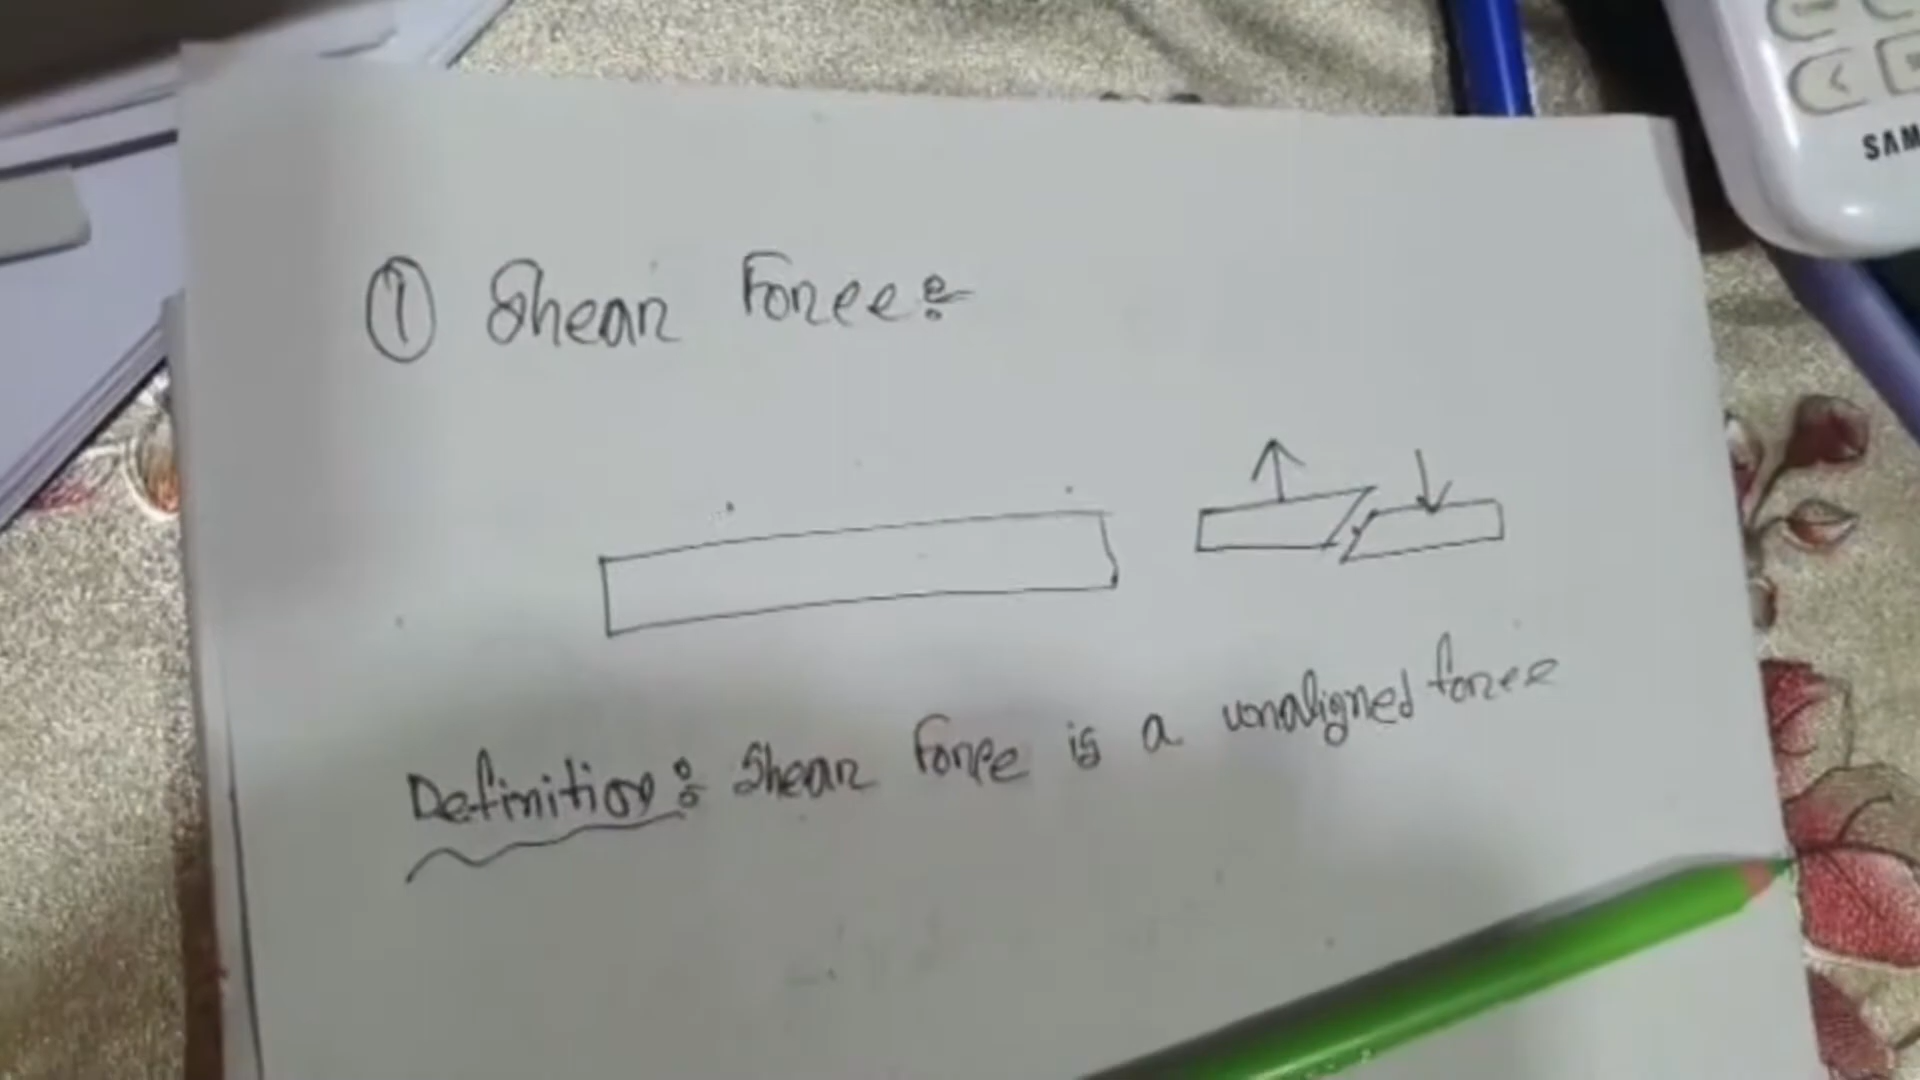 ① Shear Force:-
Definition: Shear Force is a unaligned force
SAM